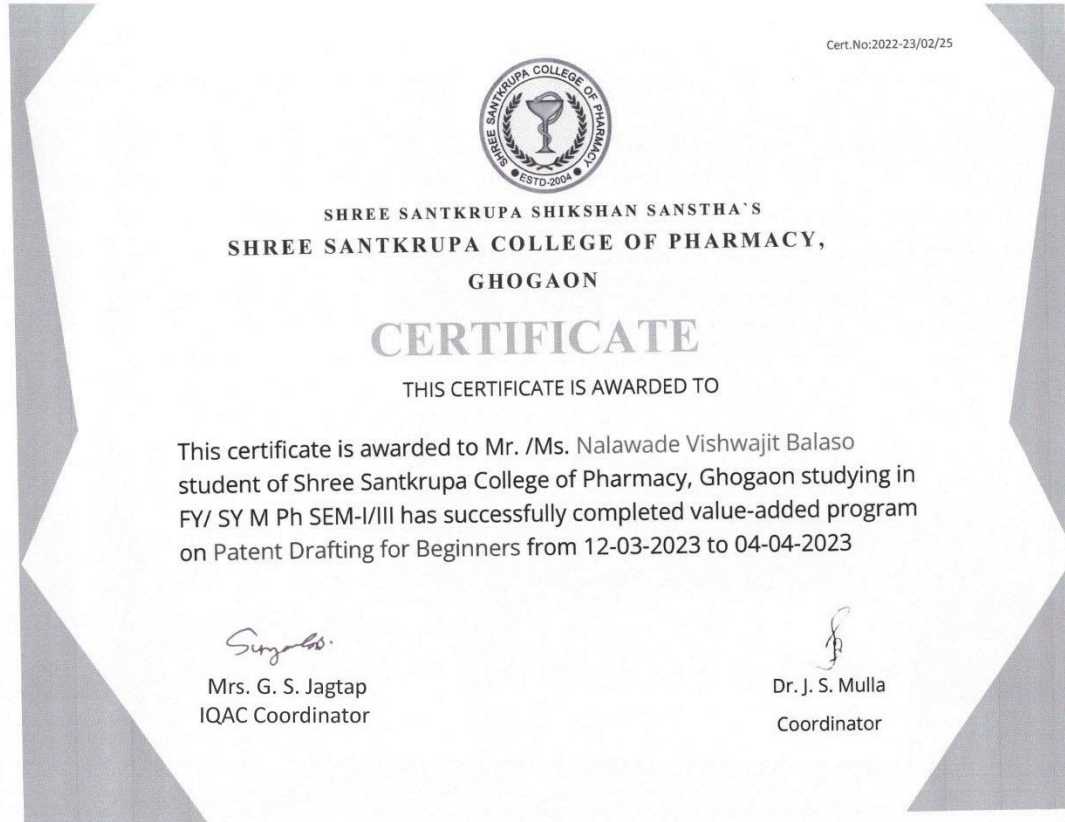 Cert.No:2022-23/02/25
SHREE SANTKRUPA COLLEGE OF PHARMACY
ESTD-2004
SHREE SANTKRUPA SHIKSHAN SANSTHA`S
SHREE SANTKRUPA COLLEGE OF PHARMACY,
GHOGAON
CERTIFICATE
THIS CERTIFICATE IS AWARDED TO
This certificate is awarded to Mr. /Ms. Nalawade Vishwajit Balaso
student of Shree Santkrupa College of Pharmacy, Ghogaon studying in
FY/ SY M Ph SEM-I/III has successfully completed value-added program
on Patent Drafting for Beginners from 12-03-2023 to 04-04-2023
Mrs. G. S. Jagtap
IQAC Coordinator
Dr. J. S. Mulla
Coordinator